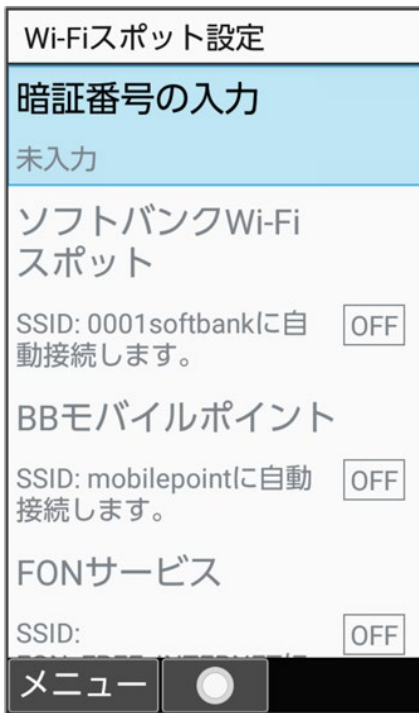 Wi-Fiスポット設定
暗証番号の入力
未入力
ソフトバンクWi-Fi
スポット
SSID: 0001softbankに自
動接続します。
OFF
BBモバイルポイント
SSID: mobilepointに自動
接続します。
OFF
FONサービス
SSID:
OFF
メニュー